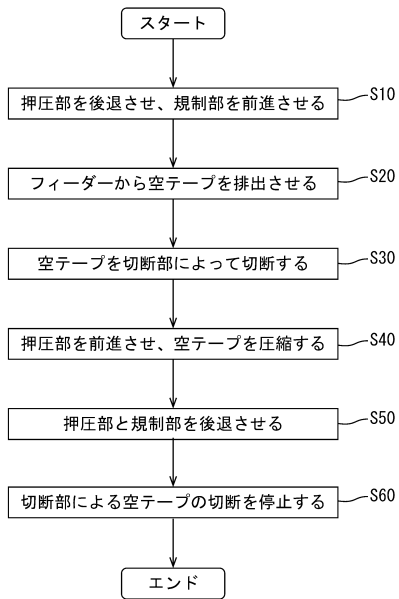 スタート
押圧部を後退させ、規制部を前進させる S10
フィーダーから空テープを排出させる S20
空テープを切断部によって切断する S30
押圧部を前進させ、空テープを圧縮する S40
押圧部と規制部を後退させる S50
切断部による空テープの切断を停止する S60
エンド